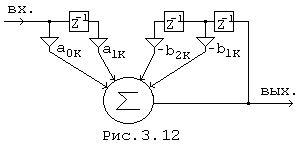 вх.
z⁻¹ z⁻¹ z⁻¹
a0к a1к -b2к -b1к
Σ
вых.
Рис.3.12